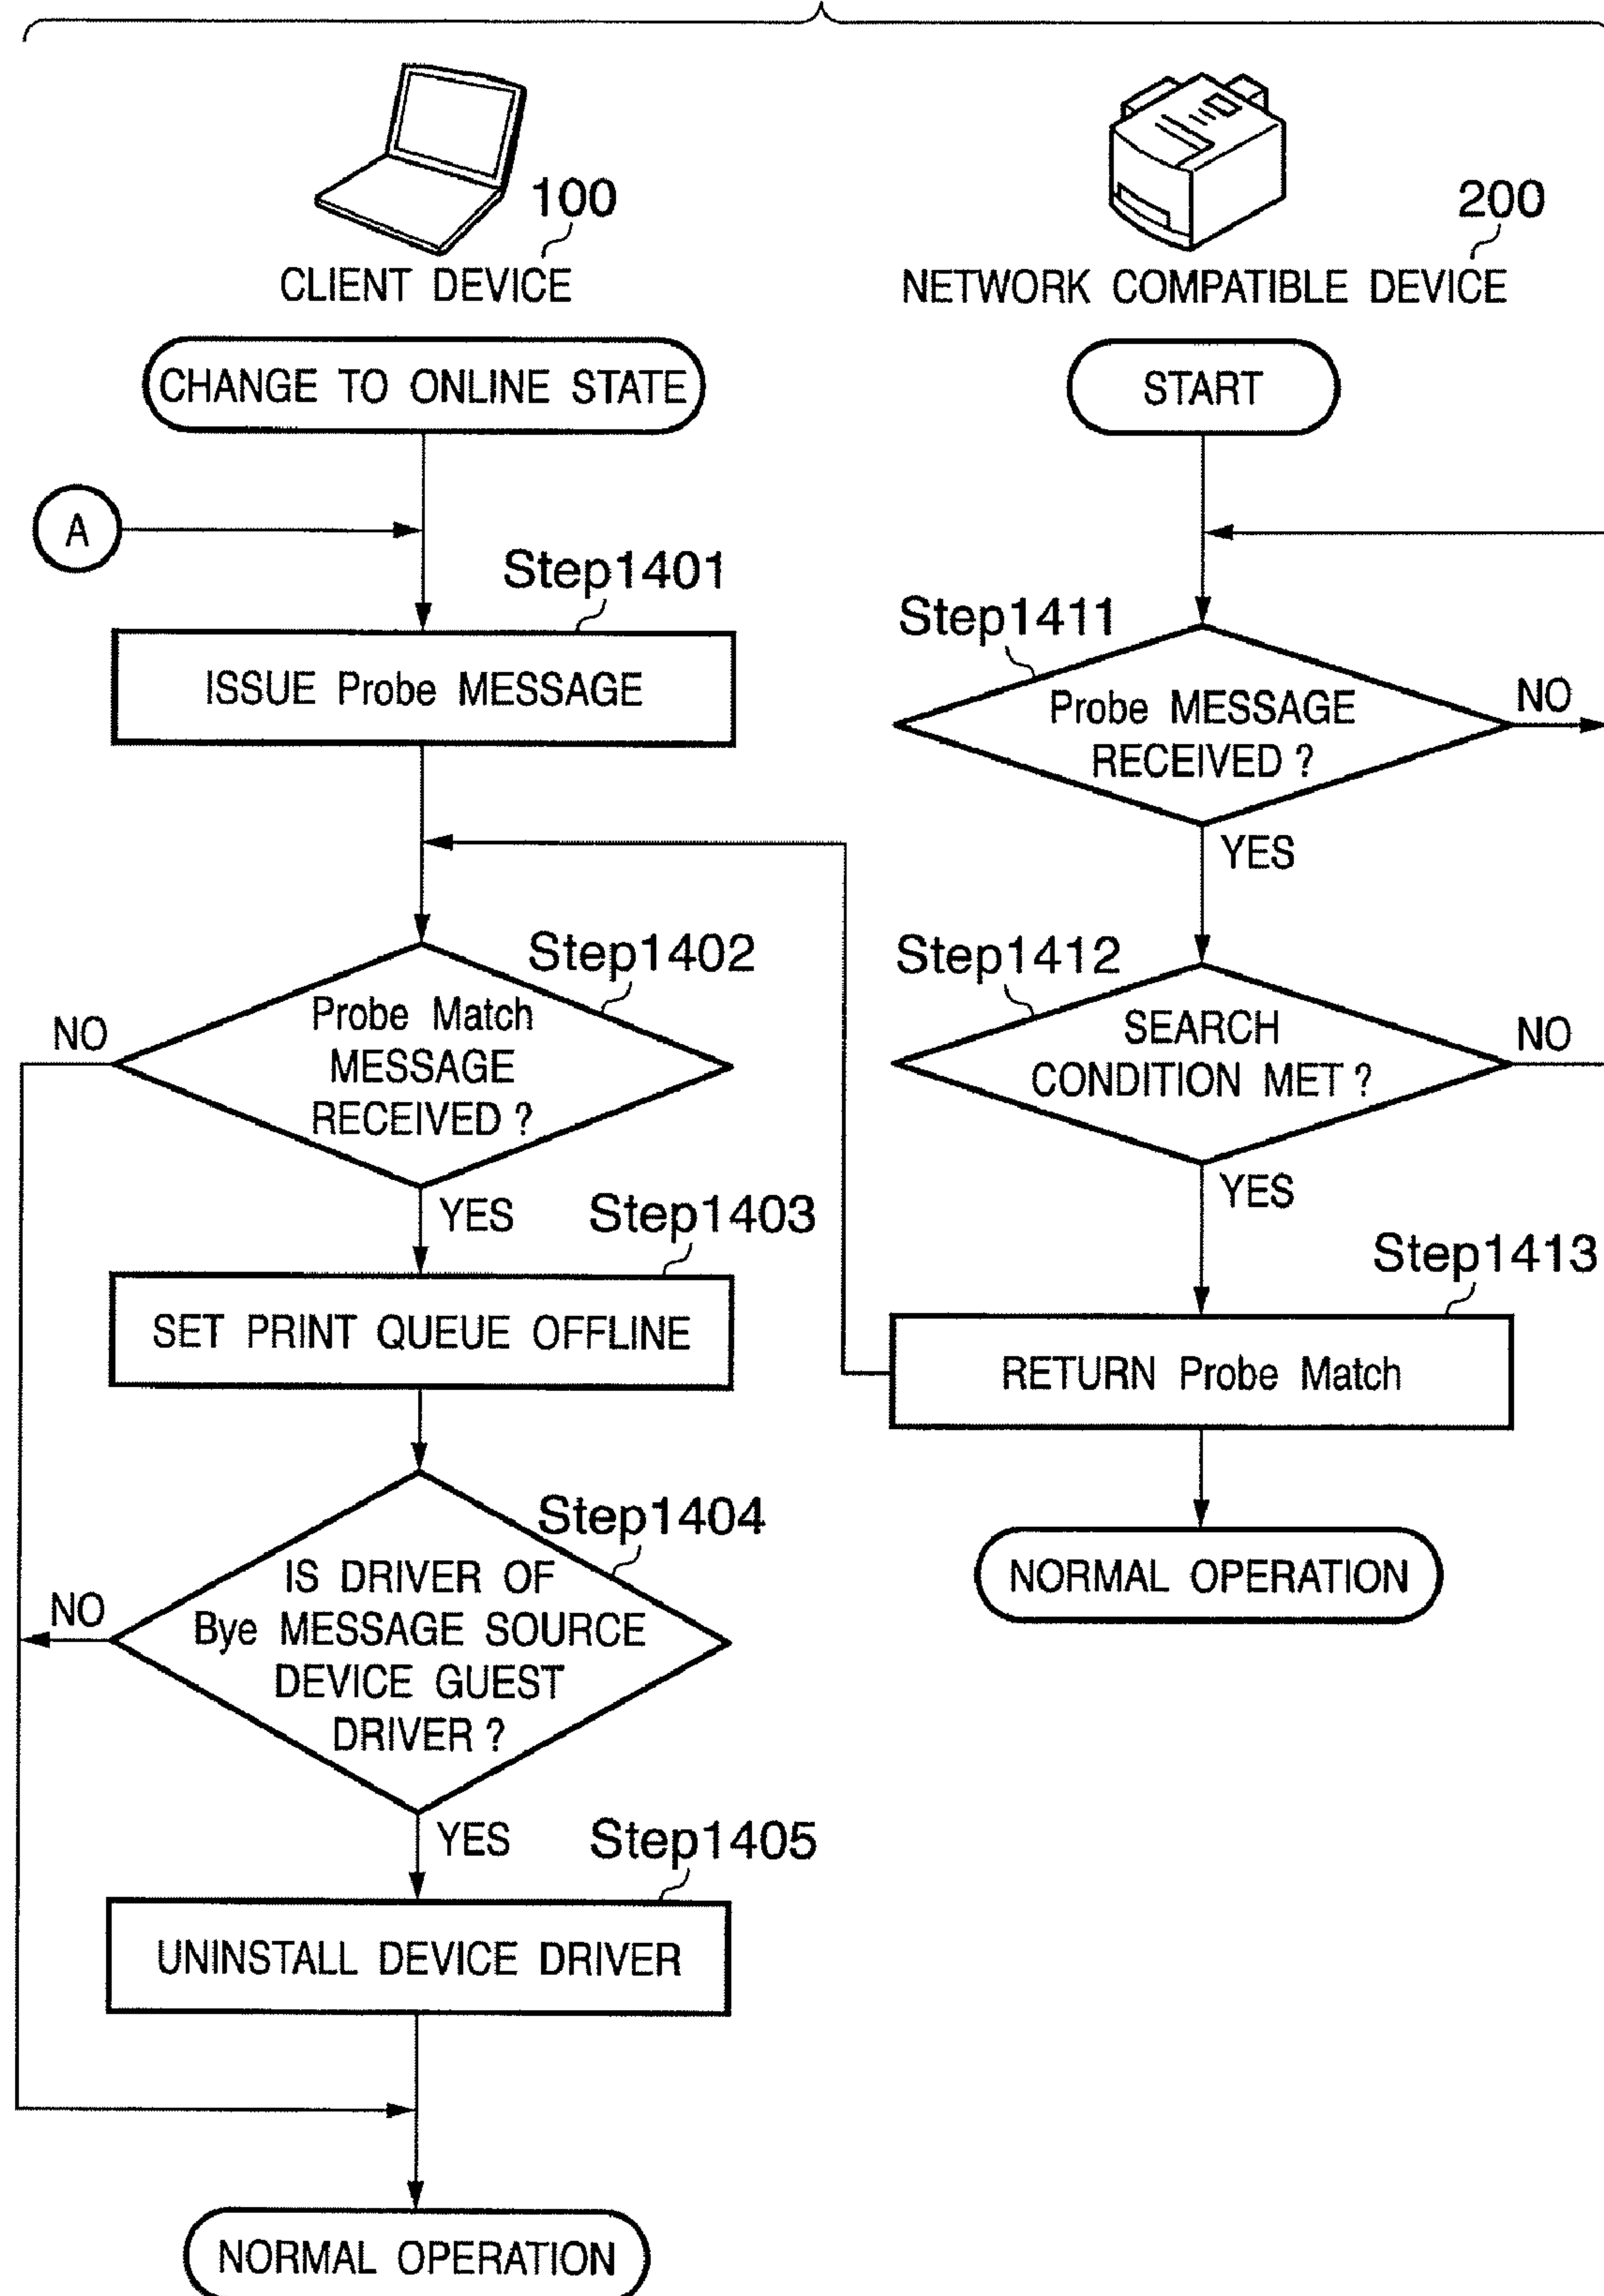 100
CLIENT DEVICE
CHANGE TO ONLINE STATE
A
Step1401
ISSUE Probe MESSAGE
Step1402
Probe Match
MESSAGE
RECEIVED ?
NO
YES
Step1403
SET PRINT QUEUE OFFLINE
Step1404
IS DRIVER OF
Bye MESSAGE SOURCE
DEVICE GUEST
DRIVER ?
NO
YES
Step1405
UNINSTALL DEVICE DRIVER
NORMAL OPERATION
200
NETWORK COMPATIBLE DEVICE
START
Step1411
Probe MESSAGE
RECEIVED ?
NO
YES
Step1412
SEARCH
CONDITION MET ?
NO
YES
Step1413
RETURN Probe Match
NORMAL OPERATION